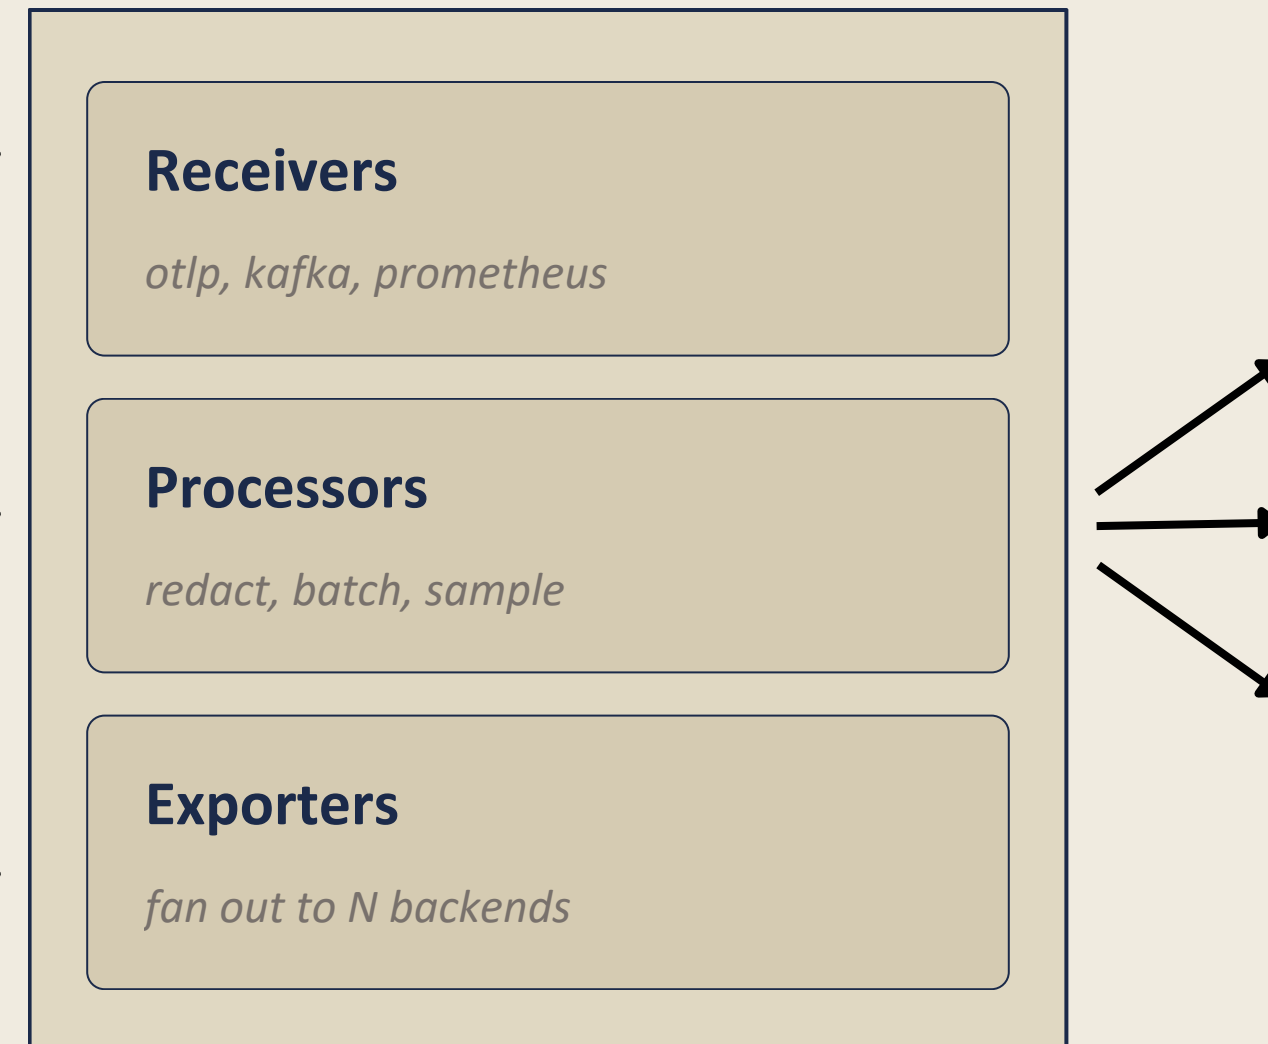 Receivers
otlp, kafka, prometheus
Processors
redact, batch, sample
Exporters
fan out to N backends